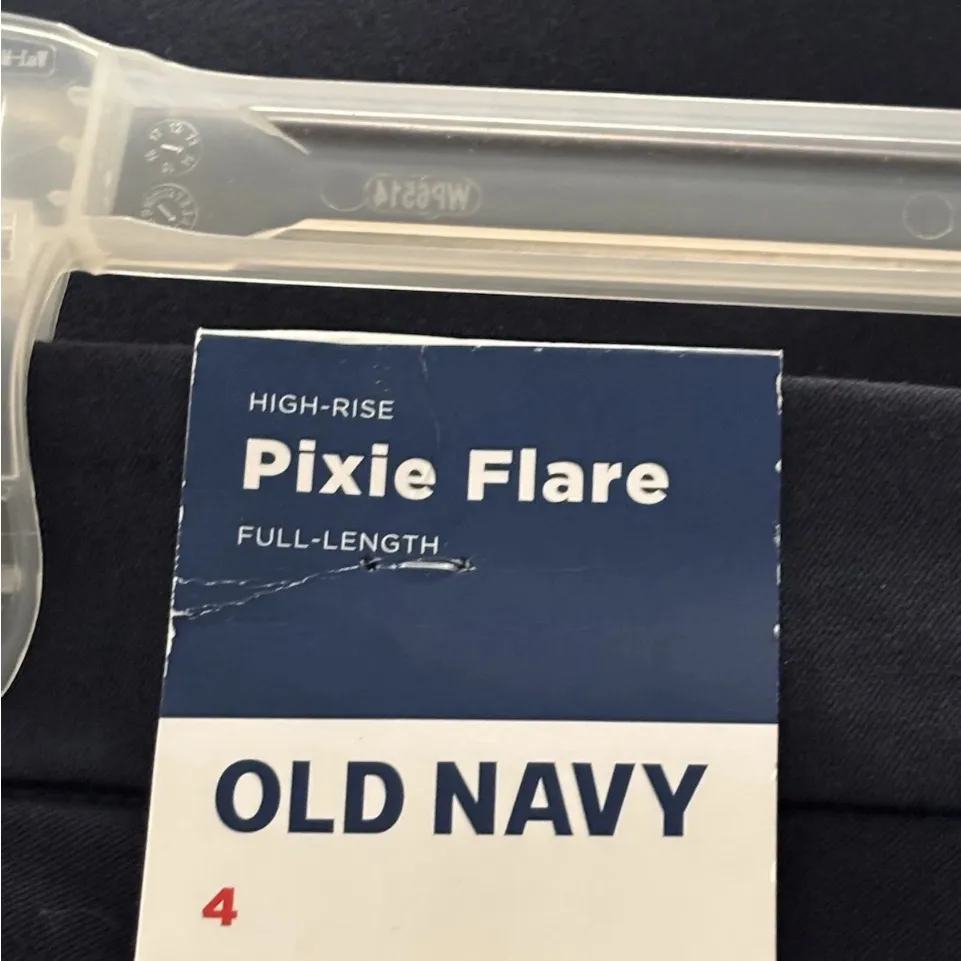 WP6514
HIGH-RISE
Pixie Flare
FULL-LENGTH
OLD NAVY
4